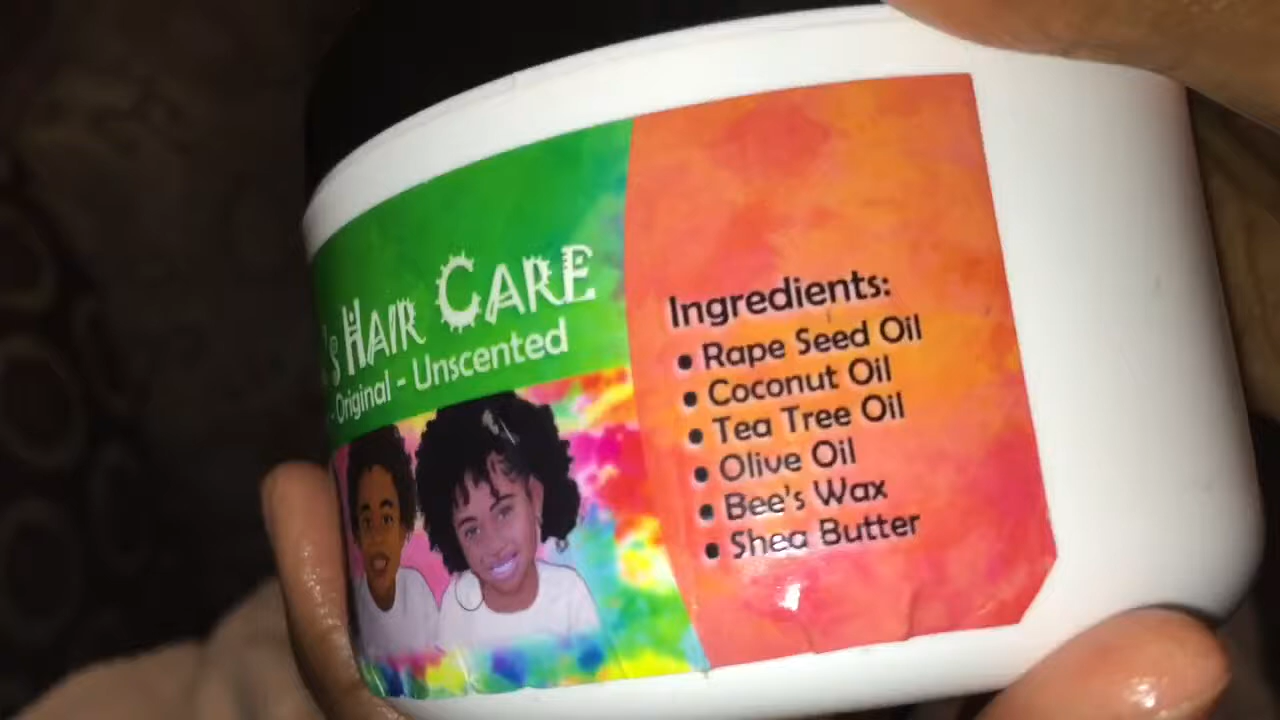 's Hair Care
- Original - Unscented
Ingredients:
• Rape Seed Oil
• Coconut Oil
• Tea Tree Oil
• Olive Oil
• Bee's Wax
• Shea Butter